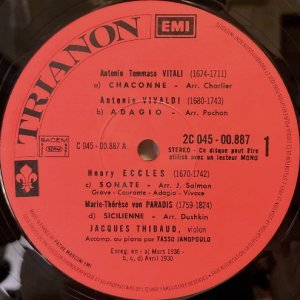 TRIANON
EMI
Antonio Tommaso VITALI (1674-1711)
a) CHACONNE - Arr. Charlier
Antonio VIVALDI (1680-1743)
b) ADAGIO - Arr. Pochon
SACEM
C 045 - 00.887 A
2C 045 - 00.887
1
STEREO - Ce disque peut être
utilisé avec un lecteur MONO
Henry ECCLES (1670-1742)
c) SONATE - Arr. J. Salmon
Grave - Courante - Adagio - Vivace
Marie-Thérèse von PARADIS (1759-1824)
d) SICILIENNE - Arr. Dushkin
JACQUES THIBAUD, violon
Accomp. au piano par TASSO JANOPOULO
Enreg. en : a) Mars 1936 -
b, c, d) Avril 1930